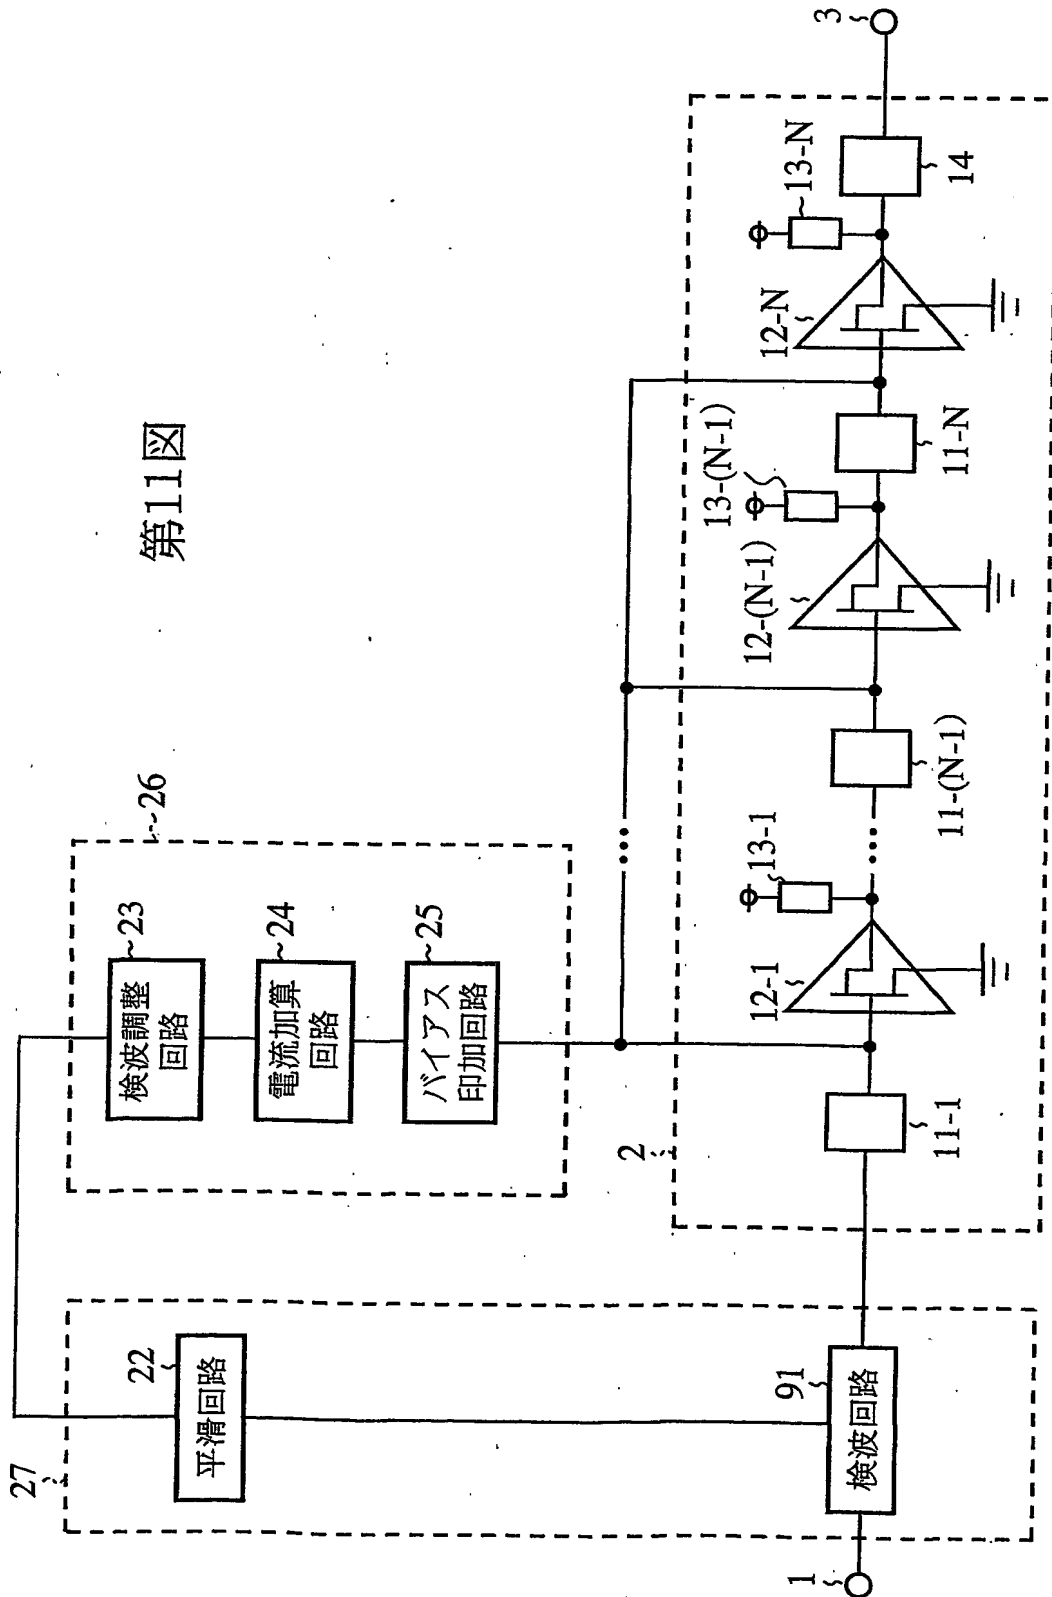 第11図
27
22
平滑回路
91
検波回路
1
26
23
検波調整
回路
24
電流加算
回路
25
バイアス
印加回路
2
11-1
12-1
13-1
11-(N-1)
12-(N-1)
13-(N-1)
11-N
12-N
13-N
14
3